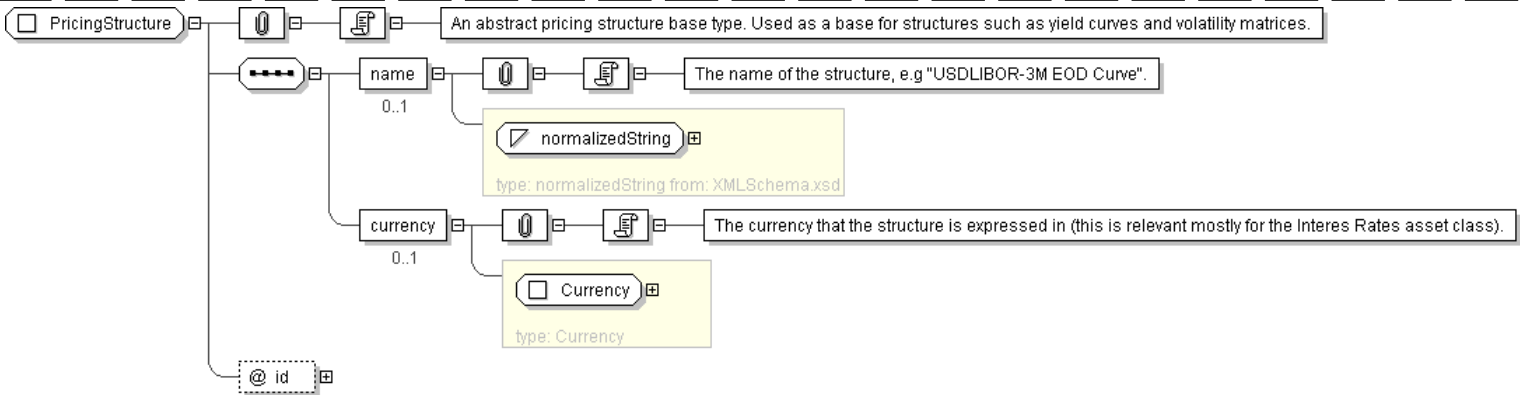 PricingStructure
An abstract pricing structure base type. Used as a base for structures such as yield curves and volatility matrices.
name
The name of the structure, e.g "USDLIBOR-3M EOD Curve".
0..1
normalizedString
type: normalizedString from: XMLSchema.xsd
currency
The currency that the structure is expressed in (this is relevant mostly for the Interes Rates asset class).
0..1
Currency
type: Currency
@ id